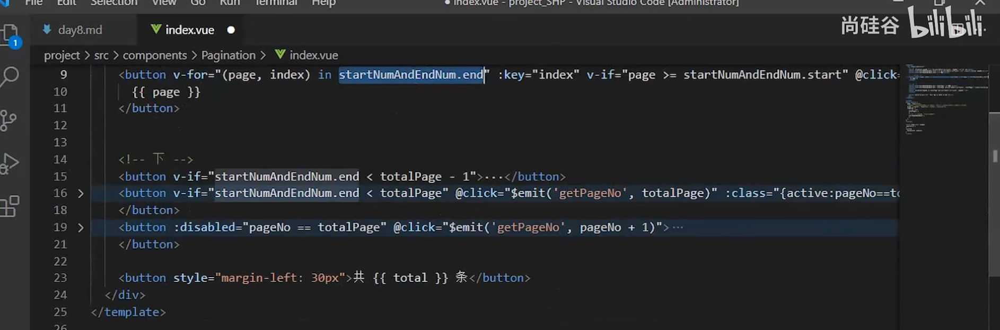 File Edit Selection View Go Run Terminal Help
● index.vue - project_SHP - Visual Studio Code [Administrator]
尚硅谷 bilibili
1
day8.md
index.vue ●
project > src > components > Pagination > index.vue
9 <button v-for="(page, index) in startNumAndEndNum.end" :key="index" v-if="page >= startNumAndEndNum.start" @click=
10 {{ page }}
11 </button>
12
13
14 <!-- 下 -->
15 <button v-if="startNumAndEndNum.end < totalPage - 1">···</button>
16 <button v-if="startNumAndEndNum.end < totalPage" @click="$emit('getPageNo', totalPage)" :class="{active:pageNo==to
18 </button>
19 <button :disabled="pageNo == totalPage" @click="$emit('getPageNo', pageNo + 1)">···
21 </button>
22
23 <button style="margin-left: 30px">共 {{ total }} 条</button>
24 </div>
25 </template>
26